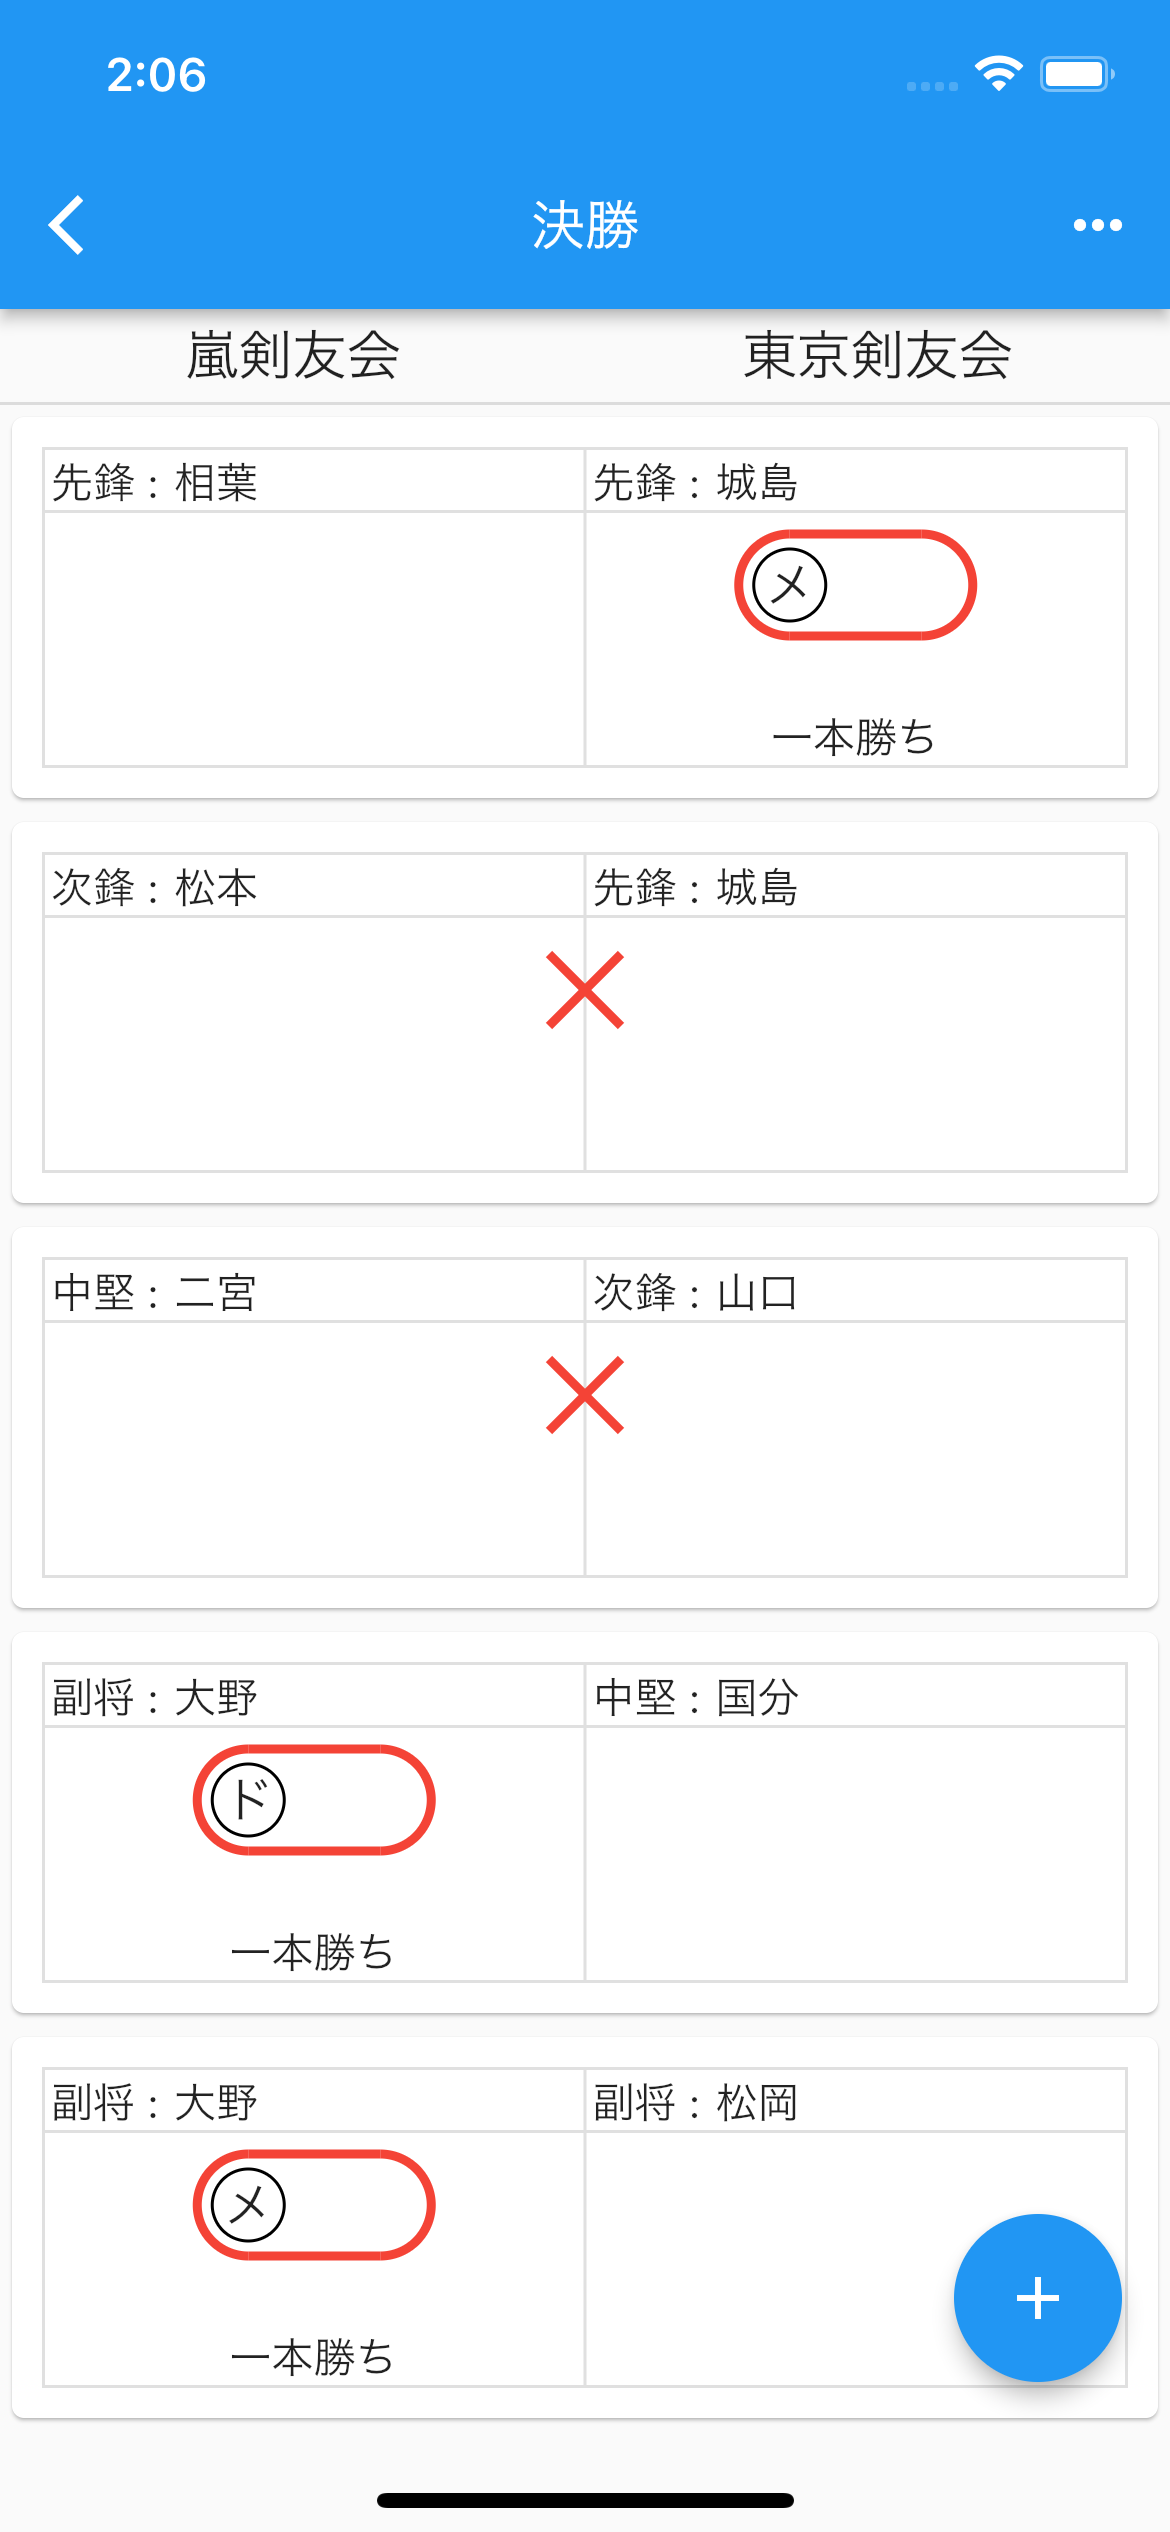 2:06
決勝
嵐剣友会 東京剣友会
先鋒 : 相葉 先鋒 : 城島
メ
一本勝ち
次鋒 : 松本 先鋒 : 城島
中堅 : 二宮 次鋒 : 山口
副将 : 大野 中堅 : 国分
ド
一本勝ち
副将 : 大野 副将 : 松岡
メ
一本勝ち